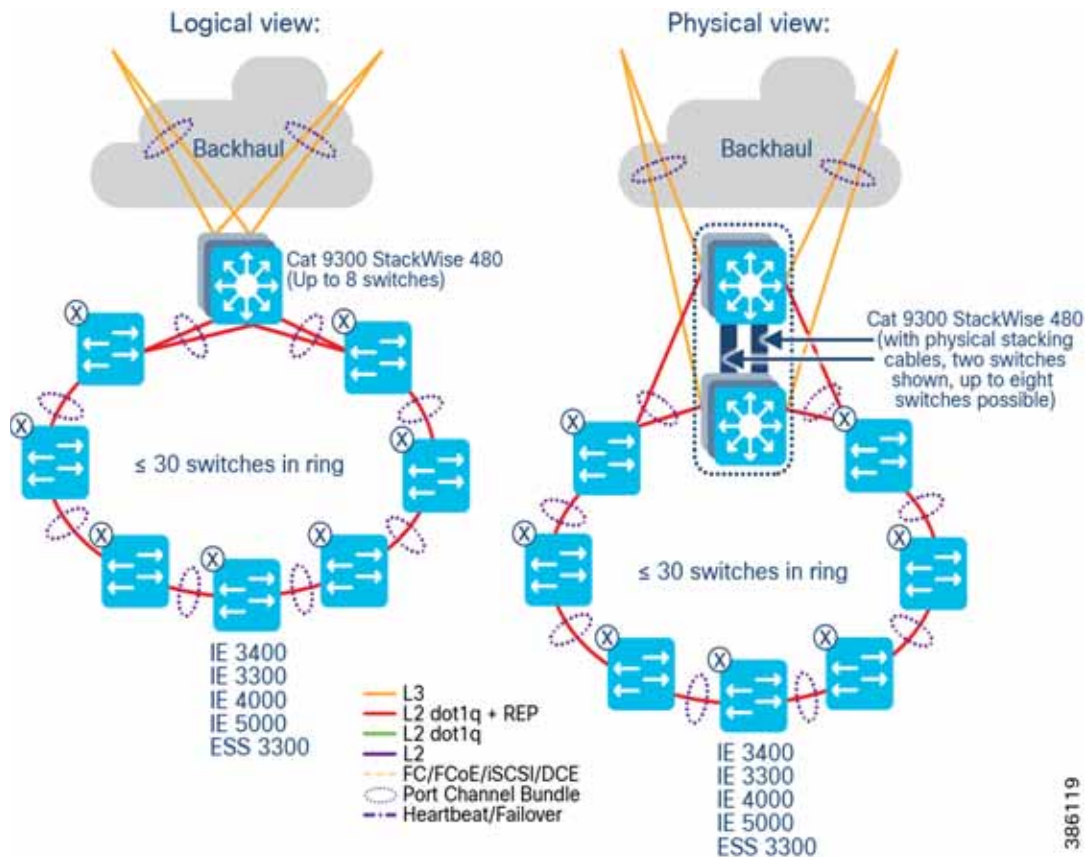 Logical view:
Physical view:
Backhaul
Backhaul
Cat 9300 StackWise 480
(Up to 8 switches)
Cat 9300 StackWise 480
(with physical stacking
cables, two switches
shown, up to eight
switches possible)
X
X
X
X
X
X
X
X
X
X
X
X
X
≤ 30 switches in ring
≤ 30 switches in ring
IE 3400
IE 3300
IE 4000
IE 5000
ESS 3300
L3
L2 dot1q + REP
L2 dot1q
L2
FC/FCoE/iSCSI/DCE
Port Channel Bundle
Heartbeat/Failover
IE 3400
IE 3300
IE 4000
IE 5000
ESS 3300
386119